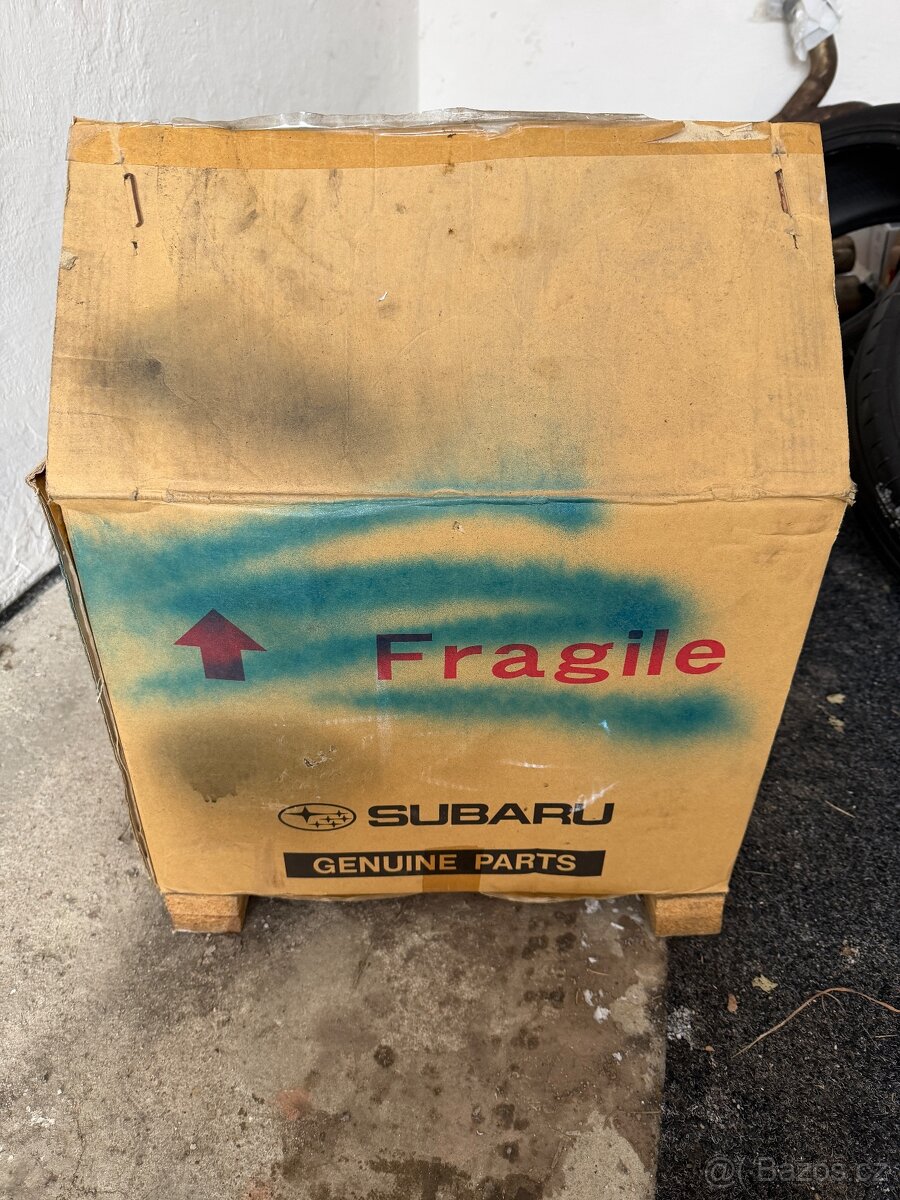 Fragile
SUBARU
GENUINE PARTS
@( Bazos.cz